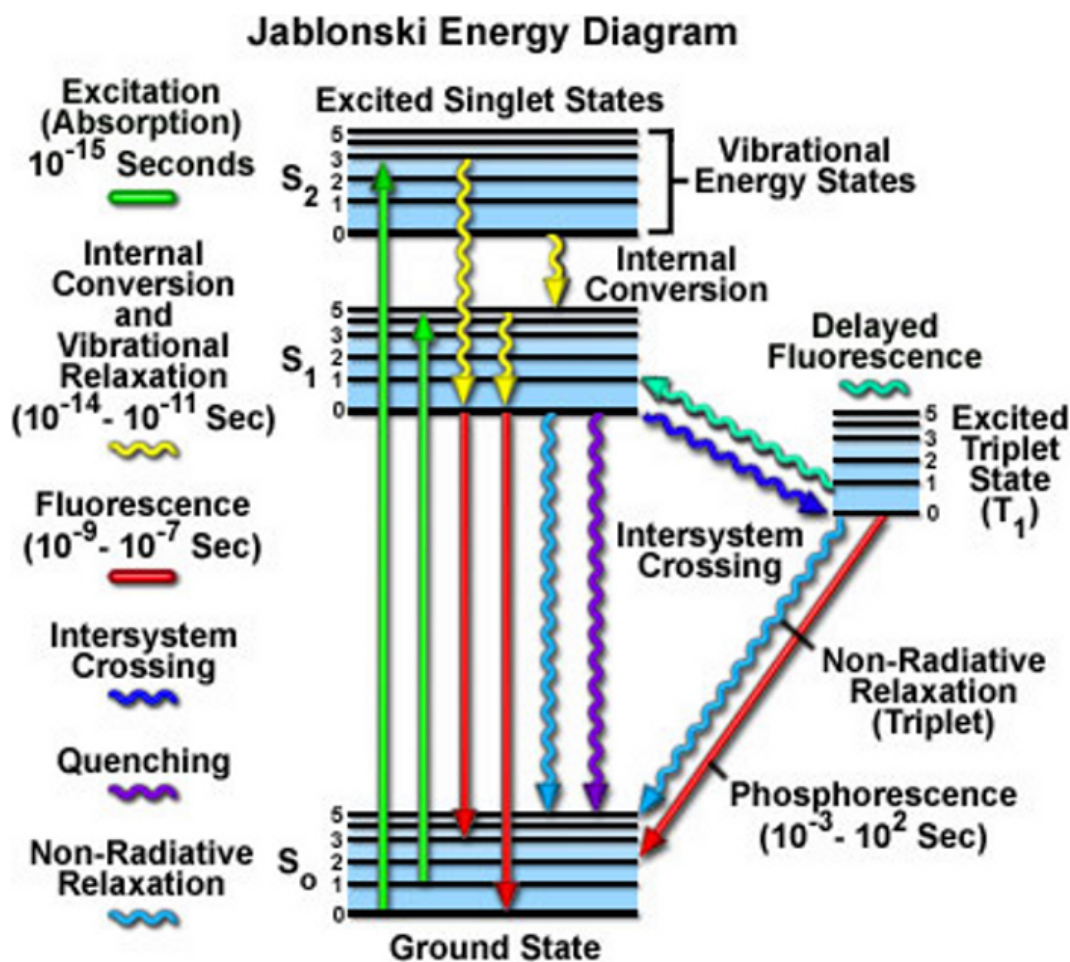 Jablonski Energy Diagram
Excitation
(Absorption)
10⁻¹⁵ Seconds
Internal
Conversion
and
Vibrational
Relaxation
(10⁻¹⁴- 10⁻¹¹ Sec)
Fluorescence
(10⁻⁹- 10⁻⁷ Sec)
Intersystem
Crossing
Quenching
Non-Radiative
Relaxation
Excited Singlet States
S₂
5
3
2
1
0
Vibrational
Energy States
Internal
Conversion
S₁
5
3
2
1
0
Delayed
Fluorescence
5
3
2
1
0
Excited
Triplet
State
(T₁)
Intersystem
Crossing
Non-Radiative
Relaxation
(Triplet)
Phosphorescence
(10⁻³- 10² Sec)
Sₒ
5
3
2
1
0
Ground State